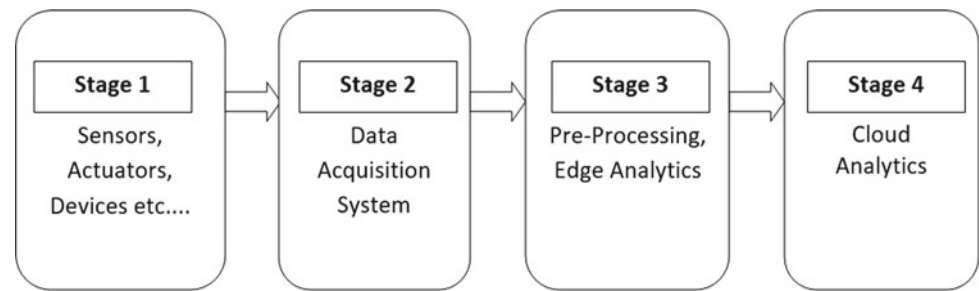 Stage 1
Sensors,
Actuators,
Devices etc....
Stage 2
Data
Acquisition
System
Stage 3
Pre-Processing,
Edge Analytics
Stage 4
Cloud
Analytics